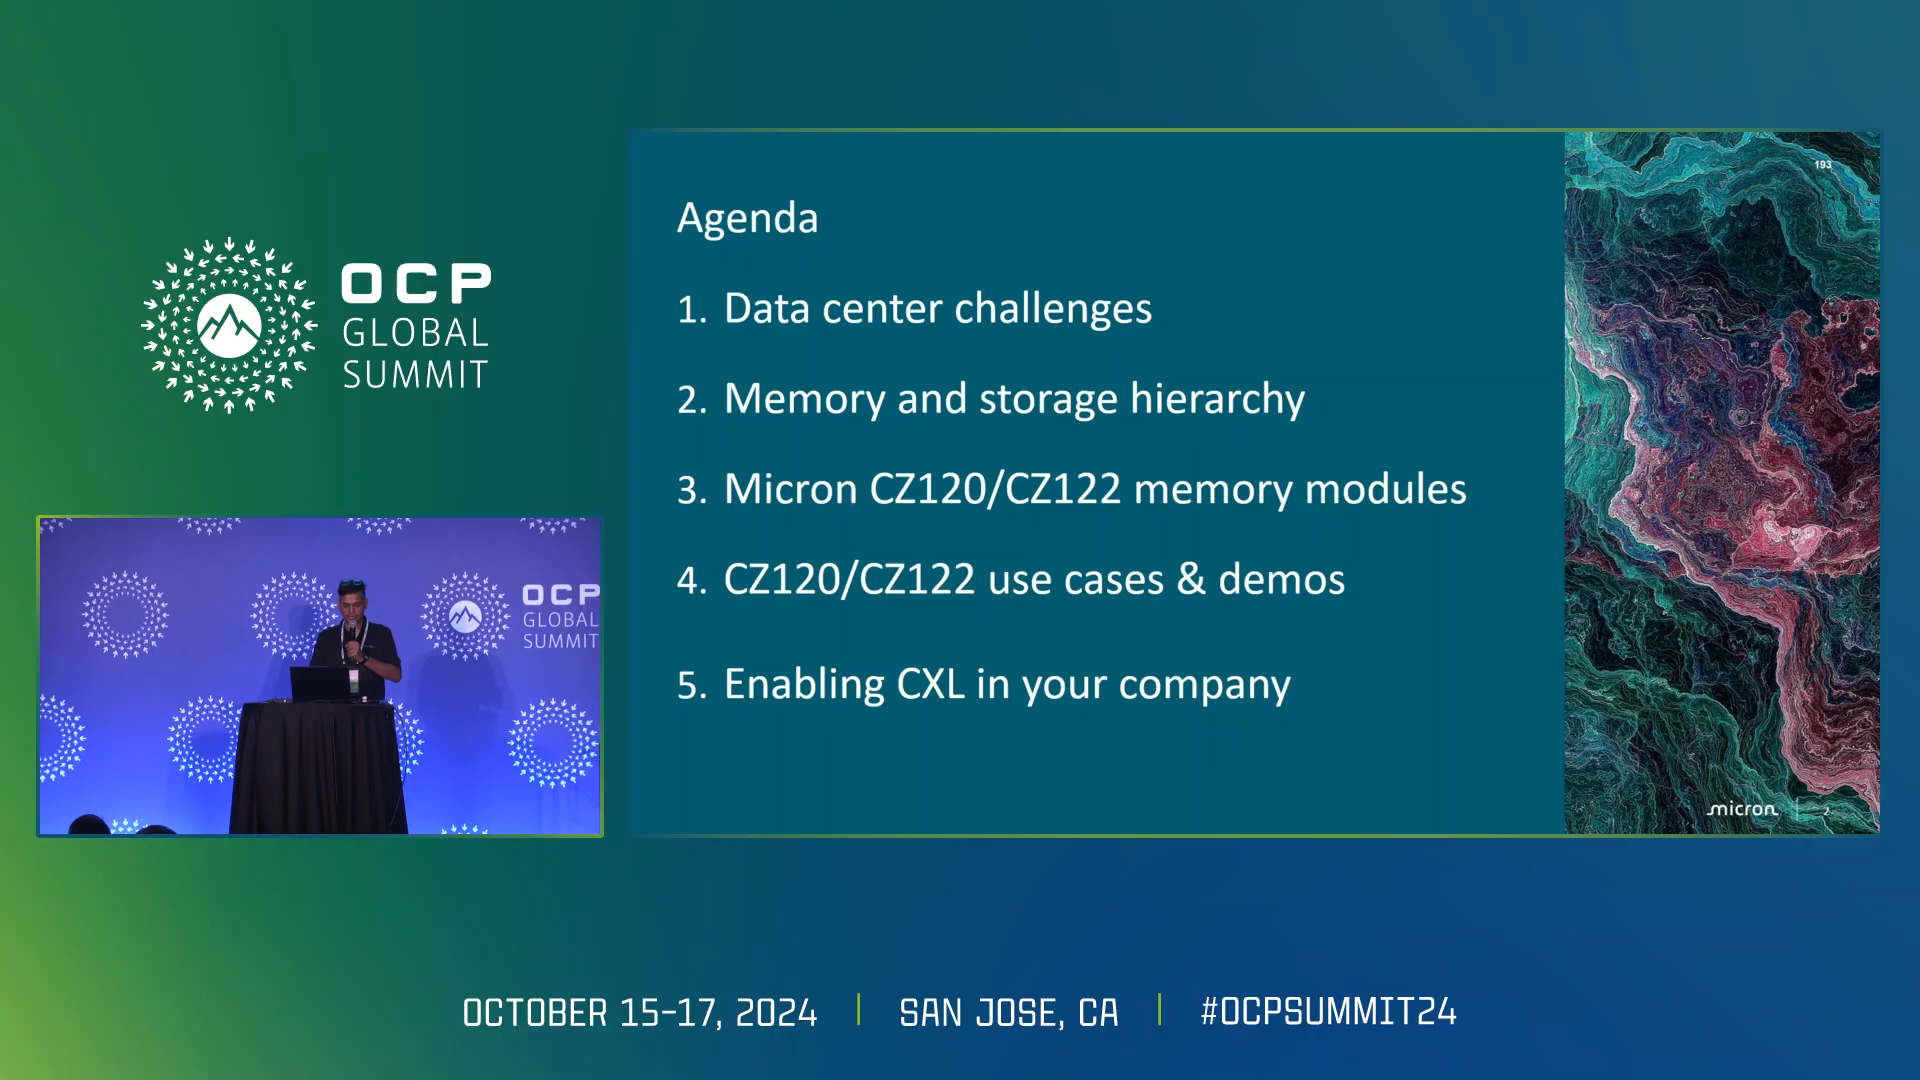 OCP
GLOBAL
SUMMIT
193
Agenda
1. Data center challenges
2. Memory and storage hierarchy
3. Micron CZ120/CZ122 memory modules
4. CZ120/CZ122 use cases & demos
5. Enabling CXL in your company
micron
2
OCP
GLOBAL
SUMMIT
OCTOBER 15-17, 2024 | SAN JOSE, CA | #OCPSUMMIT24